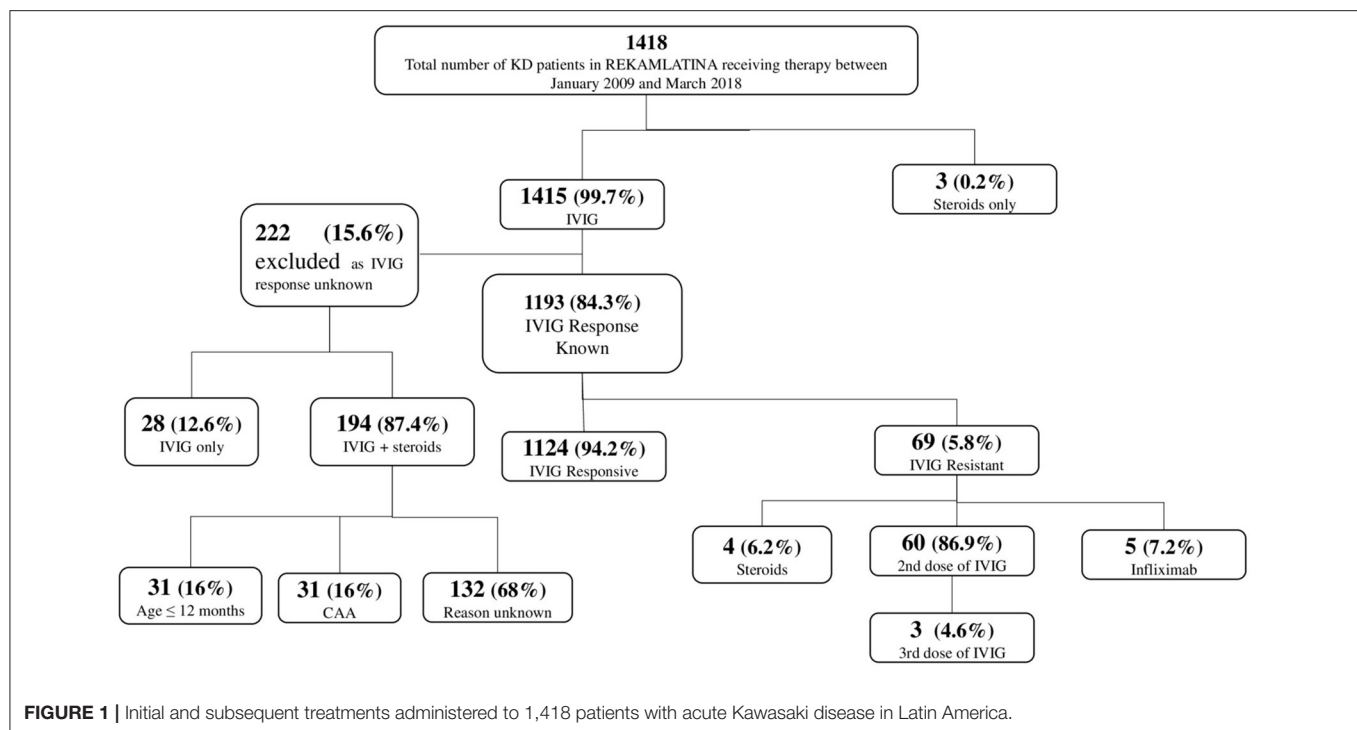 1418
Total number of KD patients in REKAMLATINA receiving therapy between
January 2009 and March 2018
3 (0.2%)
Steroids only
1415 (99.7%)
IVIG
222 (15.6%)
excluded as IVIG
response unknown
1193 (84.3%)
IVIG Response
Known
28 (12.6%)
IVIG only
194 (87.4%)
IVIG + steroids
1124 (94.2%)
IVIG Responsive
69 (5.8%)
IVIG Resistant
31 (16%)
Age ≤ 12 months
31 (16%)
CAA
132 (68%)
Reason unknown
4 (6.2%)
Steroids
60 (86.9%)
2nd dose of IVIG
5 (7.2%)
Infliximab
3 (4.6%)
3rd dose of IVIG
FIGURE 1 | Initial and subsequent treatments administered to 1,418 patients with acute Kawasaki disease in Latin America.